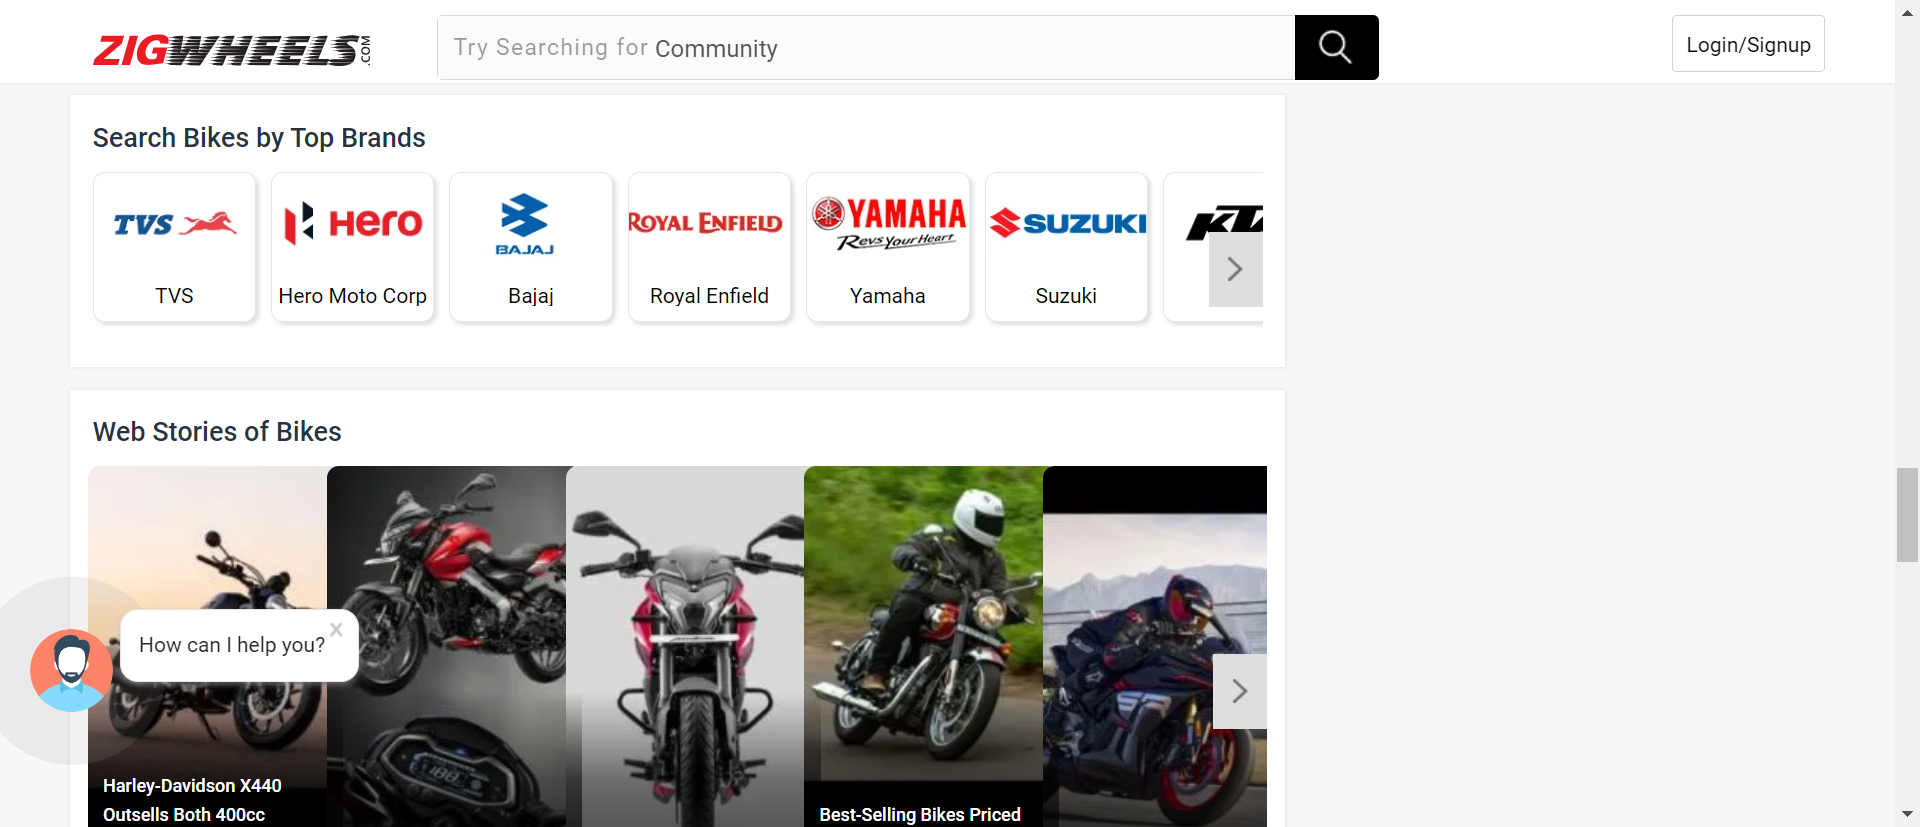 ZIGWHEELS.COM
Try Searching for Community
Login/Signup
Search Bikes by Top Brands
TVS
HERO
BAJAJ
ROYAL ENFIELD
YAMAHA
Revs Your Heart
SUZUKI
TVS
Hero Moto Corp
Bajaj
Royal Enfield
Yamaha
Suzuki
Web Stories of Bikes
How can I help you?
Harley-Davidson X440
Outsells Both 400cc
Best-Selling Bikes Priced